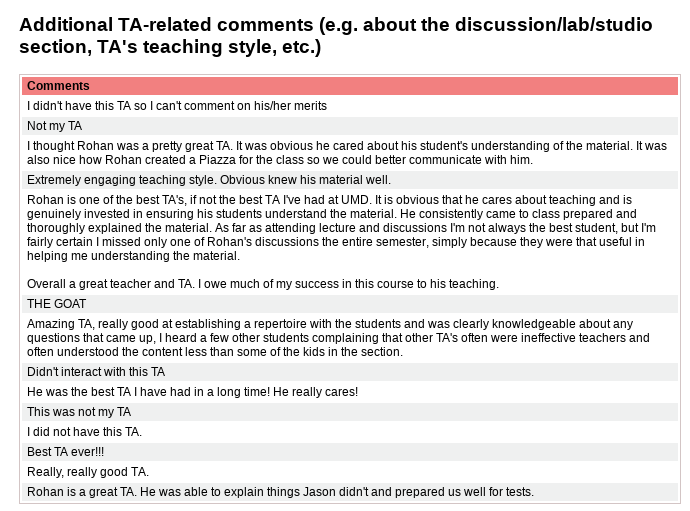 Additional TA-related comments (e.g. about the discussion/lab/studio
section, TA's teaching style, etc.)
Comments
I didn't have this TA so I can't comment on his/her merits
Not my TA
I thought Rohan was a pretty great TA. It was obvious he cared about his student's understanding of the material. It was
also nice how Rohan created a Piazza for the class so we could better communicate with him.
Extremely engaging teaching style. Obvious knew his material well.
Rohan is one of the best TA's, if not the best TA I've had at UMD. It is obvious that he cares about teaching and is
genuinely invested in ensuring his students understand the material. He consistently came to class prepared and
thoroughly explained the material. As far as attending lecture and discussions I'm not always the best student, but I'm
fairly certain I missed only one of Rohan's discussions the entire semester, simply because they were that useful in
helping me understanding the material.
Overall a great teacher and TA. I owe much of my success in this course to his teaching.
THE GOAT
Amazing TA, really good at establishing a repertoire with the students and was clearly knowledgeable about any
questions that came up, I heard a few other students complaining that other TA's often were ineffective teachers and
often understood the content less than some of the kids in the section.
Didn't interact with this TA
He was the best TA I have had in a long time! He really cares!
This was not my TA
I did not have this TA.
Best TA ever!!!
Really, really good TA.
Rohan is a great TA. He was able to explain things Jason didn't and prepared us well for tests.